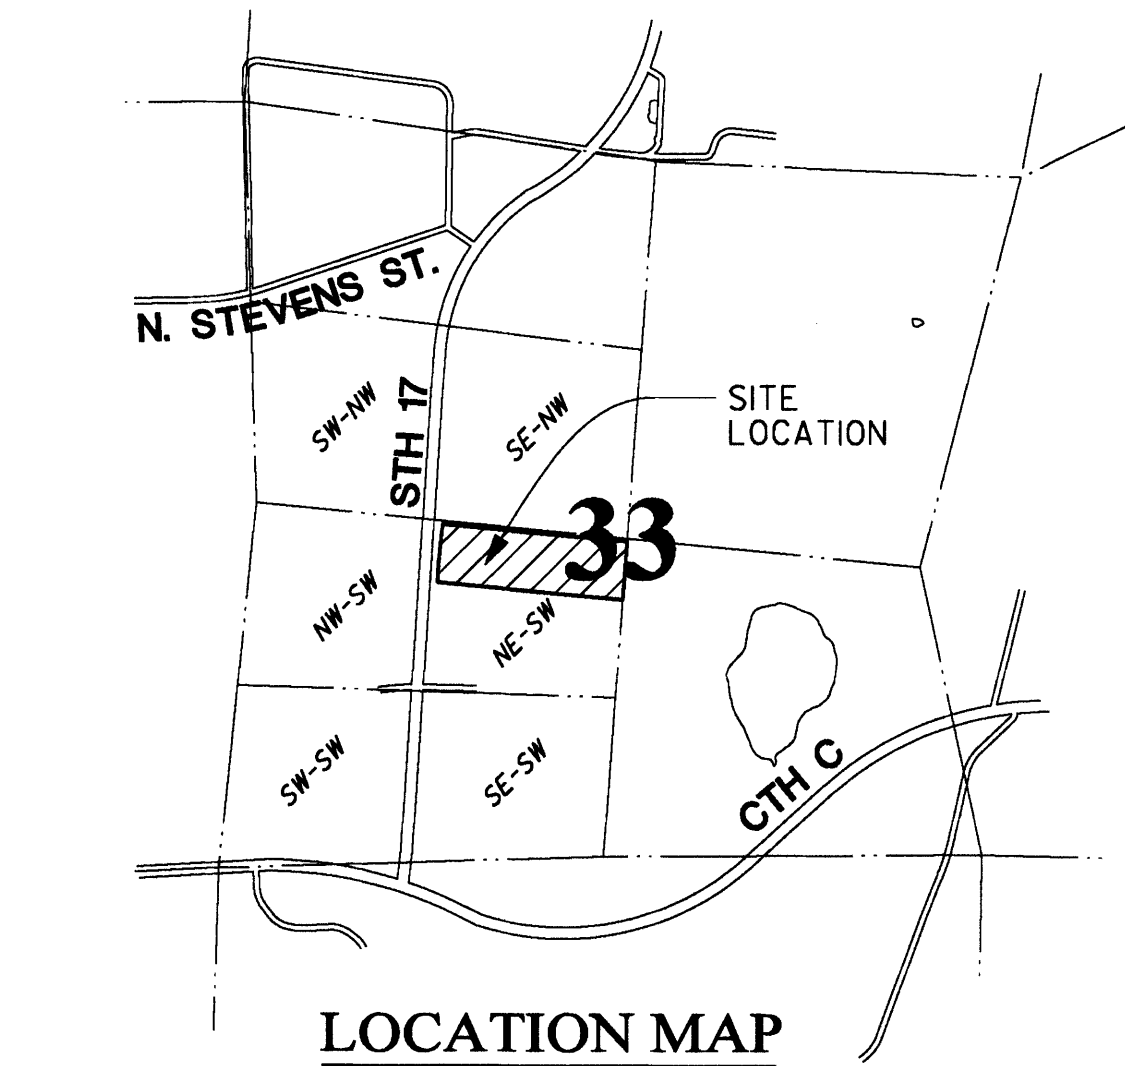 N. STEVENS ST.
STH 17
SW-NW
SE-NW
SITE
LOCATION
33
NW-SW
NE-SW
SW-SW
SE-SW
CTH C
LOCATION MAP